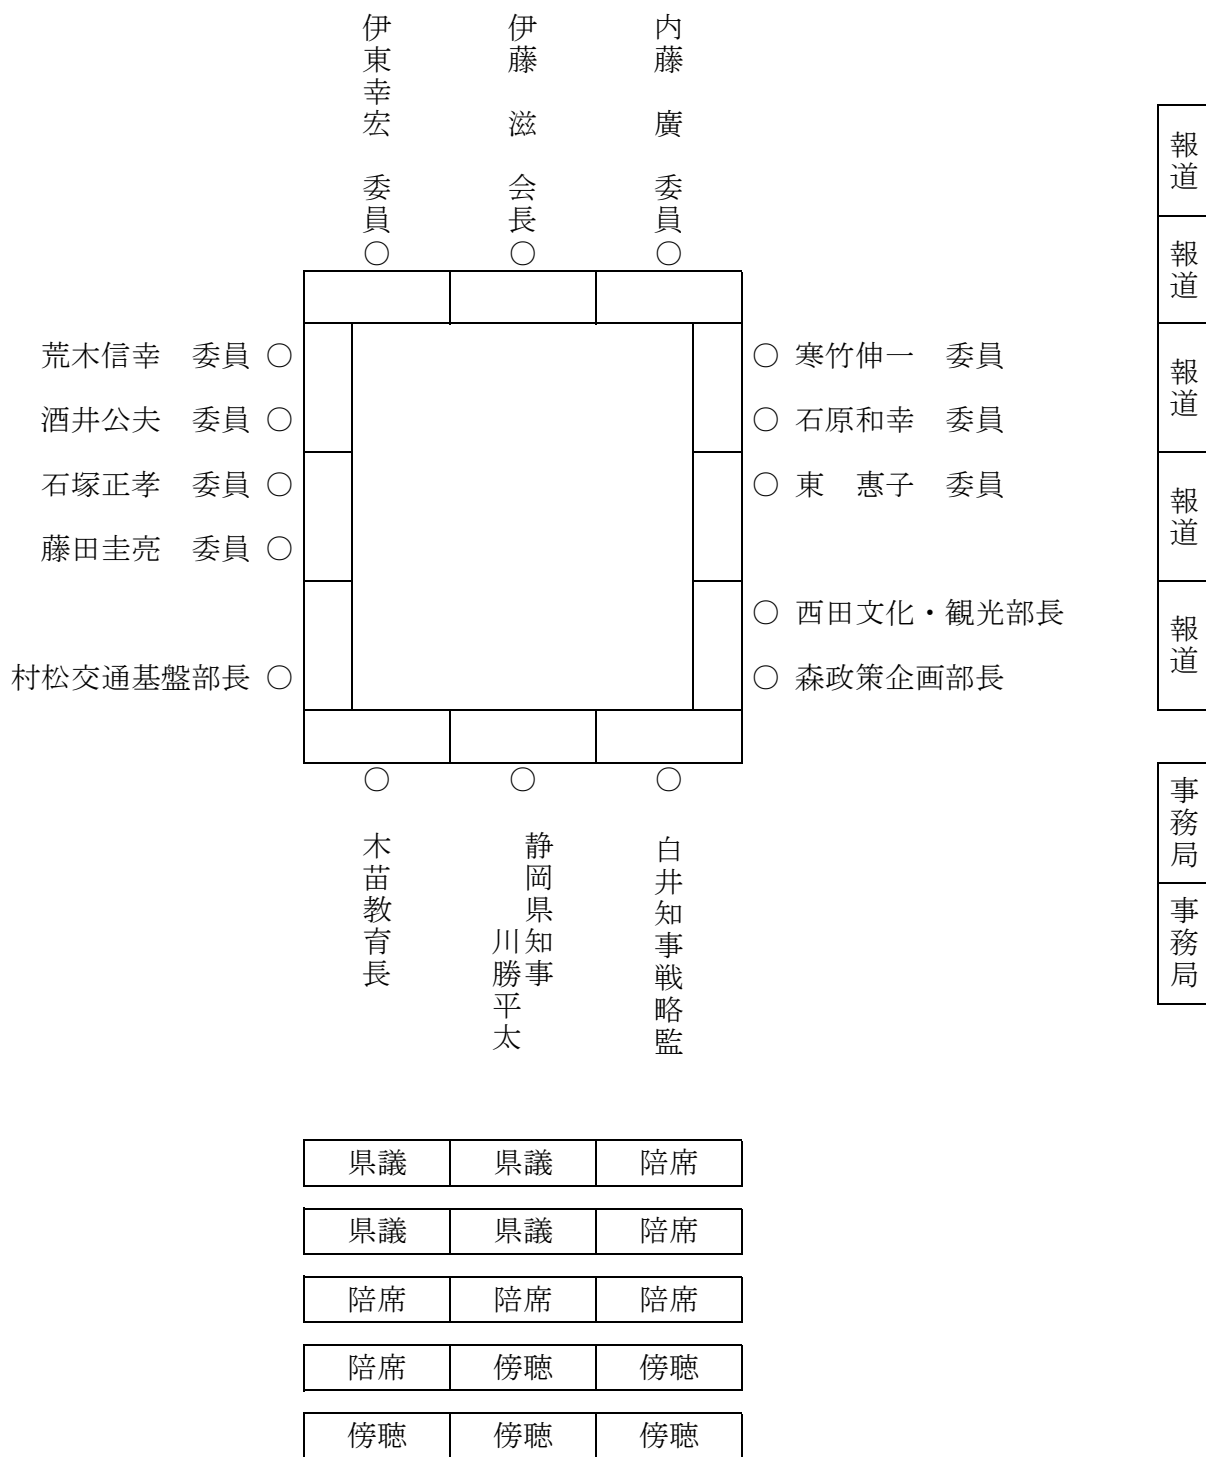 伊東幸宏　委員○
伊藤　滋　会長○
内藤　廣　委員○
荒木信幸　委員 ○
酒井公夫　委員 ○
石塚正孝　委員 ○
藤田圭亮　委員 ○
村松交通基盤部長 ○
○ 寒竹伸一　委員
○ 石原和幸　委員
○ 東　惠子　委員
○ 西田文化・観光部長
○ 森政策企画部長
○ 木苗教育長
○ 静岡県知事
川勝平太
○ 白井知事戦略監
報道
報道
報道
報道
報道
事務局
事務局
県議 県議 陪席
県議 県議 陪席
陪席 陪席 陪席
陪席 傍聴 傍聴
傍聴 傍聴 傍聴